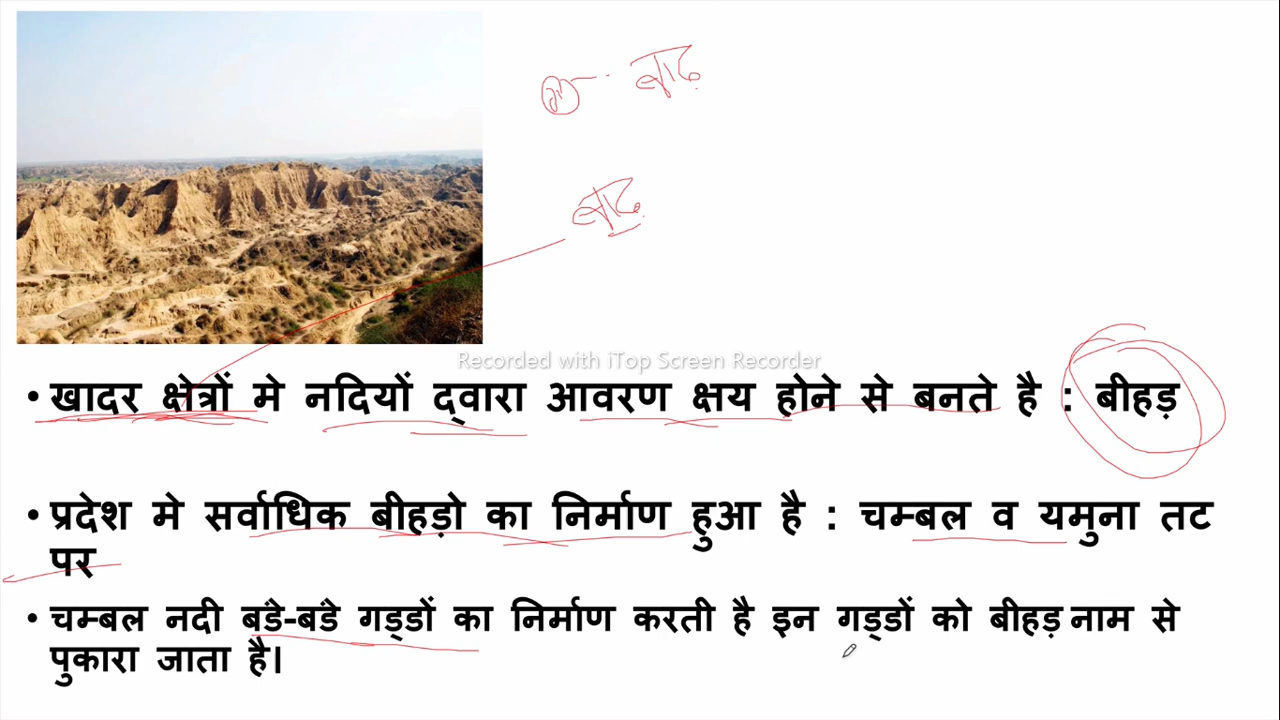 बाढ़
बाढ़
Recorded with iTop Screen Recorder
• खादर क्षेत्रों मे नदियों द्वारा आवरण क्षय होने से बनते है : बीहड़
• प्रदेश मे सर्वाधिक बीहड़ो का निर्माण हुआ है : चम्बल व यमुना तट
पर
• चम्बल नदी बडे-बडे गड्डों का निर्माण करती है इन गड्डों को बीहड़ नाम से
पुकारा जाता है।